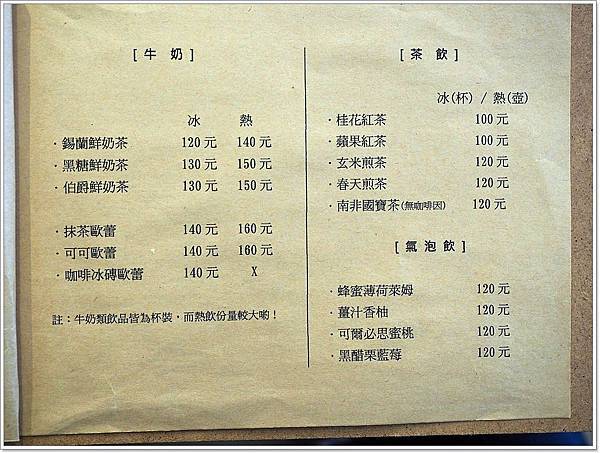 [ 牛 奶 ]
冰 熱
·錫蘭鮮奶茶 120 元 140 元
·黑糖鮮奶茶 130 元 150 元
·伯爵鮮奶茶 130 元 150 元
·抹茶歐蕾 140 元 160 元
·可可歐蕾 140 元 160 元
·咖啡冰磚歐蕾 140 元 X
註：牛奶類飲品皆為杯裝，而熱飲份量較大喲！
[ 茶 飲 ]
冰(杯) / 熱(壺)
·桂花紅茶 100 元
·蘋果紅茶 100 元
·玄米煎茶 120 元
·春天煎茶 120 元
·南非國寶茶(無咖啡因) 120 元
[ 氣 泡 飲 ]
·蜂蜜薄荷萊姆 120 元
·薑汁香柚 120 元
·可爾必思蜜桃 120 元
·黑醋栗藍莓 120 元